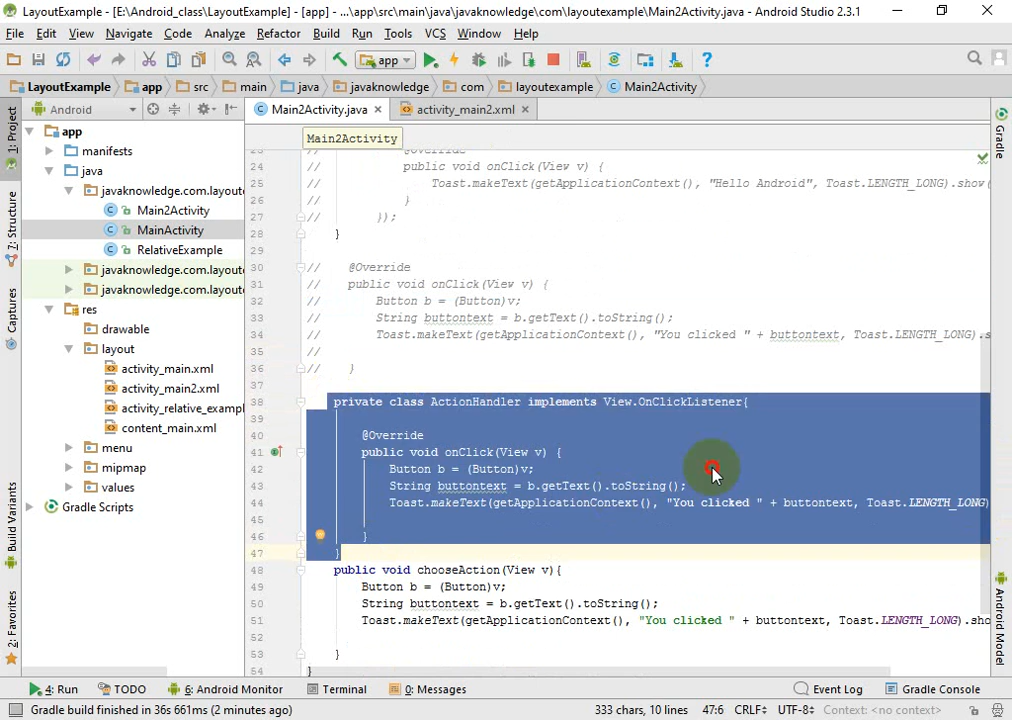 LayoutExample - [E:\Android_class\LayoutExample] - [app] - ...\app\src\main\java\javaknowledge\com\layoutexample\Main2Activity.java - Android Studio 2.3.1
File Edit View Navigate Code Analyze Refactor Build Run Tools VCS Window Help
app
LayoutExample app src main java javaknowledge com layoutexample Main2Activity
Android
Main2Activity.java activity_main2.xml
Main2Activity
1: Project
7: Structure
Captures
Build Variants
2: Favorites
Gradle
Android Model
app
manifests
java
javaknowledge.com.layout
Main2Activity
MainActivity
RelativeExample
javaknowledge.com.layout
javaknowledge.com.layout
res
drawable
layout
activity_main.xml
activity_main2.xml
activity_relative_exampl
content_main.xml
menu
mipmap
values
Gradle Scripts
23 // @Override
24 // public void onClick(View v) {
25 // Toast.makeText(getApplicationContext(), "Hello Android", Toast.LENGTH_LONG).show(
26 // }
27 // });
28 }
29
30 // @Override
31 // public void onClick(View v) {
32 // Button b = (Button)v;
33 // String buttontext = b.getText().toString();
34 // Toast.makeText(getApplicationContext(), "You clicked " + buttontext, Toast.LENGTH_LONG).s
35 //
36 // }
37
38 private class ActionHandler implements View.OnClickListener{
39
40 @Override
41 public void onClick(View v) {
42 Button b = (Button)v;
43 String buttontext = b.getText().toString();
44 Toast.makeText(getApplicationContext(), "You clicked " + buttontext, Toast.LENGTH_LONG)
45
46 }
47 }
48 public void chooseAction(View v){
49 Button b = (Button)v;
50 String buttontext = b.getText().toString();
51 Toast.makeText(getApplicationContext(), "You clicked " + buttontext, Toast.LENGTH_LONG).sho
52
53 }
54 }
4: Run TODO 6: Android Monitor Terminal 0: Messages Event Log Gradle Console
Gradle build finished in 36s 661ms (2 minutes ago) 333 chars, 10 lines 47:6 CRLF UTF-8 Context: <no context>